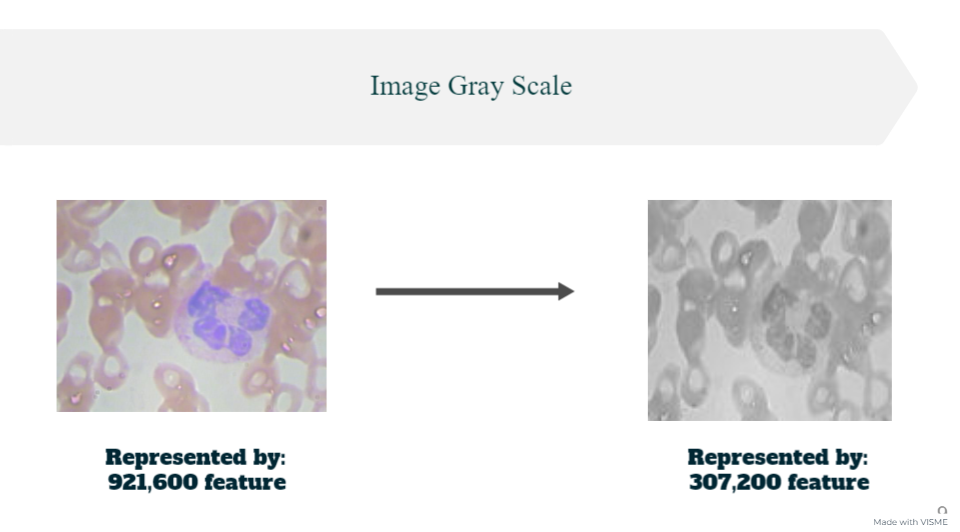 Image Gray Scale
Represented by:
921,600 feature
Represented by:
307,200 feature
Made with VISME